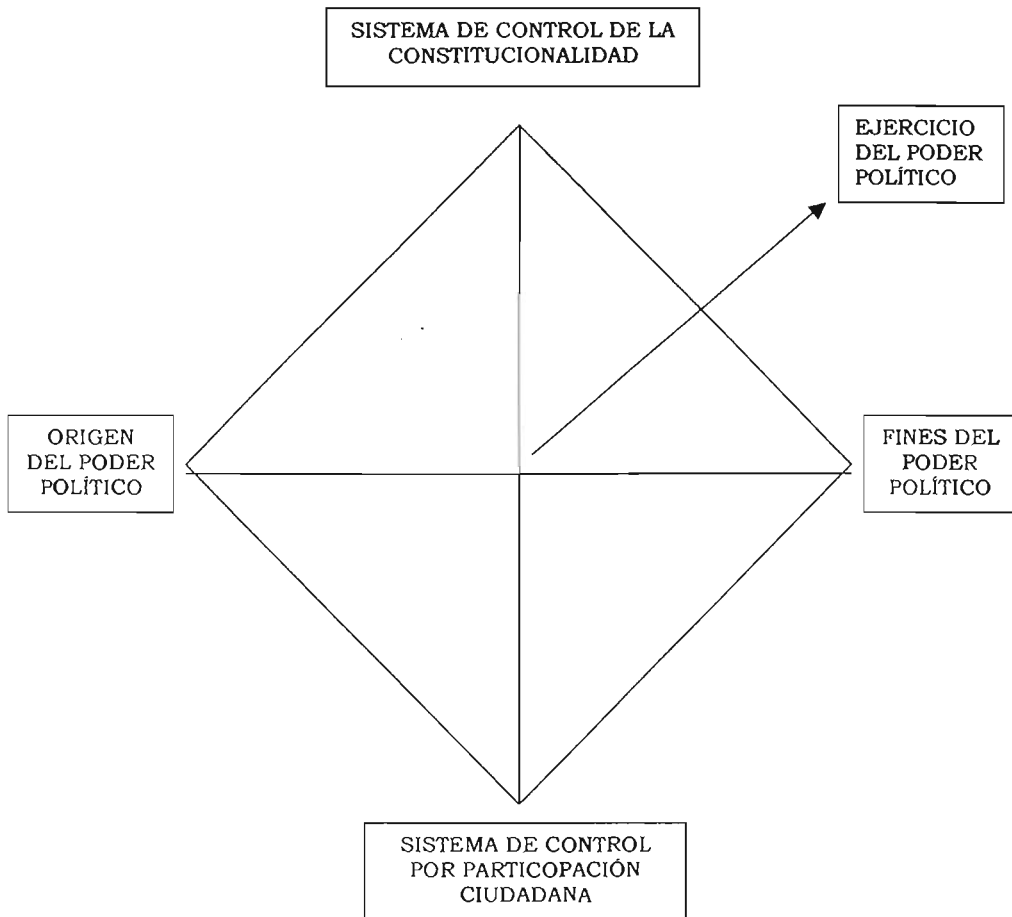 SISTEMA DE CONTROL DE LA
CONSTITUCIONALIDAD
EJERCICIO
DEL PODER
POLÍTICO
ORIGEN
DEL PODER
POLÍTICO
FINES DEL
PODER
POLÍTICO
SISTEMA DE CONTROL
POR PARTICOPACIÓN
CIUDADANA